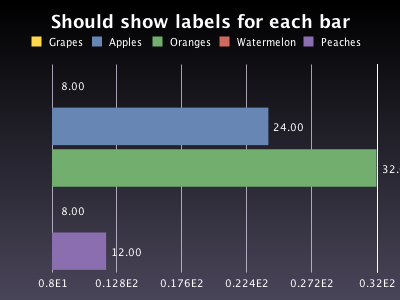 Should show labels for each bar
Grapes Apples Oranges Watermelon Peaches
8.00
24.00
32.
8.00
12.00
0.8E1 0.128E2 0.176E2 0.224E2 0.272E2 0.32E2